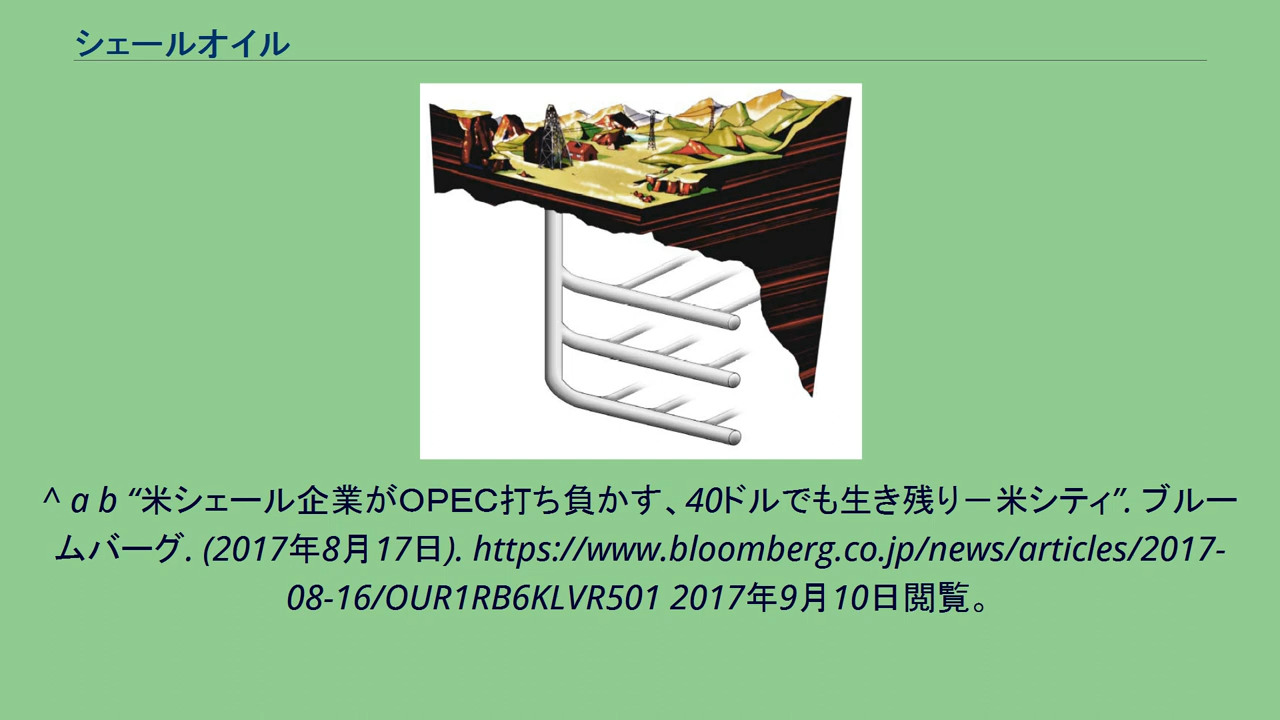 シェールオイル
^ a b “米シェール企業がOPEC打ち負かす、40ドルでも生き残り－米シティ”. ブルー
ムバーグ. (2017年8月17日). https://www.bloomberg.co.jp/news/articles/2017-
08-16/OUR1RB6KLVR501 2017年9月10日閲覧。